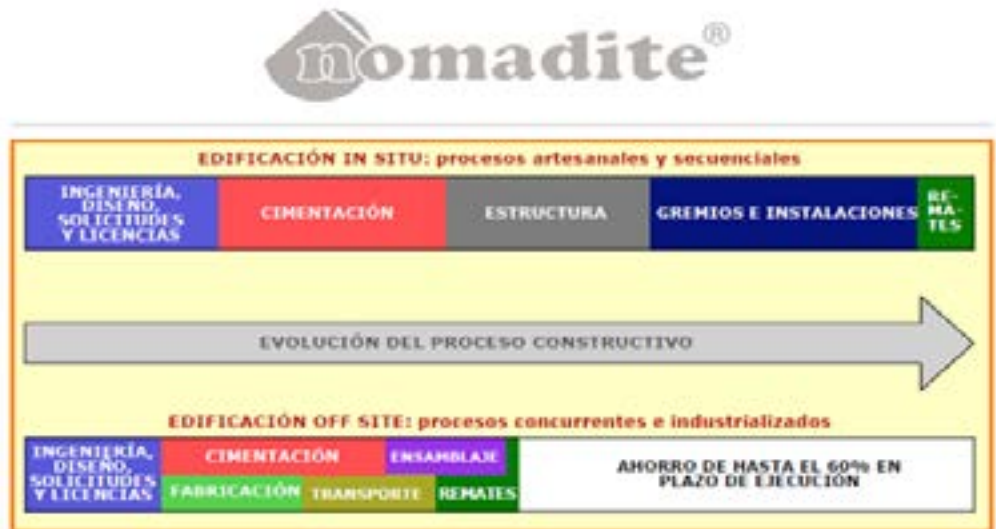 nomadite®
EDIFICACIÓN IN SITU: procesos artesanales y secuenciales
INGENIERÍA,
DISEÑO,
SOLICITUDES
Y LICENCIAS
CIMENTACIÓN
ESTRUCTURA
GREMIOS E INSTALACIONES
RE-
MA-
TES
EVOLUCIÓN DEL PROCESO CONSTRUCTIVO
EDIFICACIÓN OFF SITE: procesos concurrentes e industrializados
INGENIERÍA,
DISEÑO,
SOLICITUDES
Y LICENCIAS
CIMENTACIÓN
ENSAMBLAJE
FABRICACIÓN
TRANSPORTE
REMATES
AHORRO DE HASTA EL 60% EN
PLAZO DE EJECUCIÓN